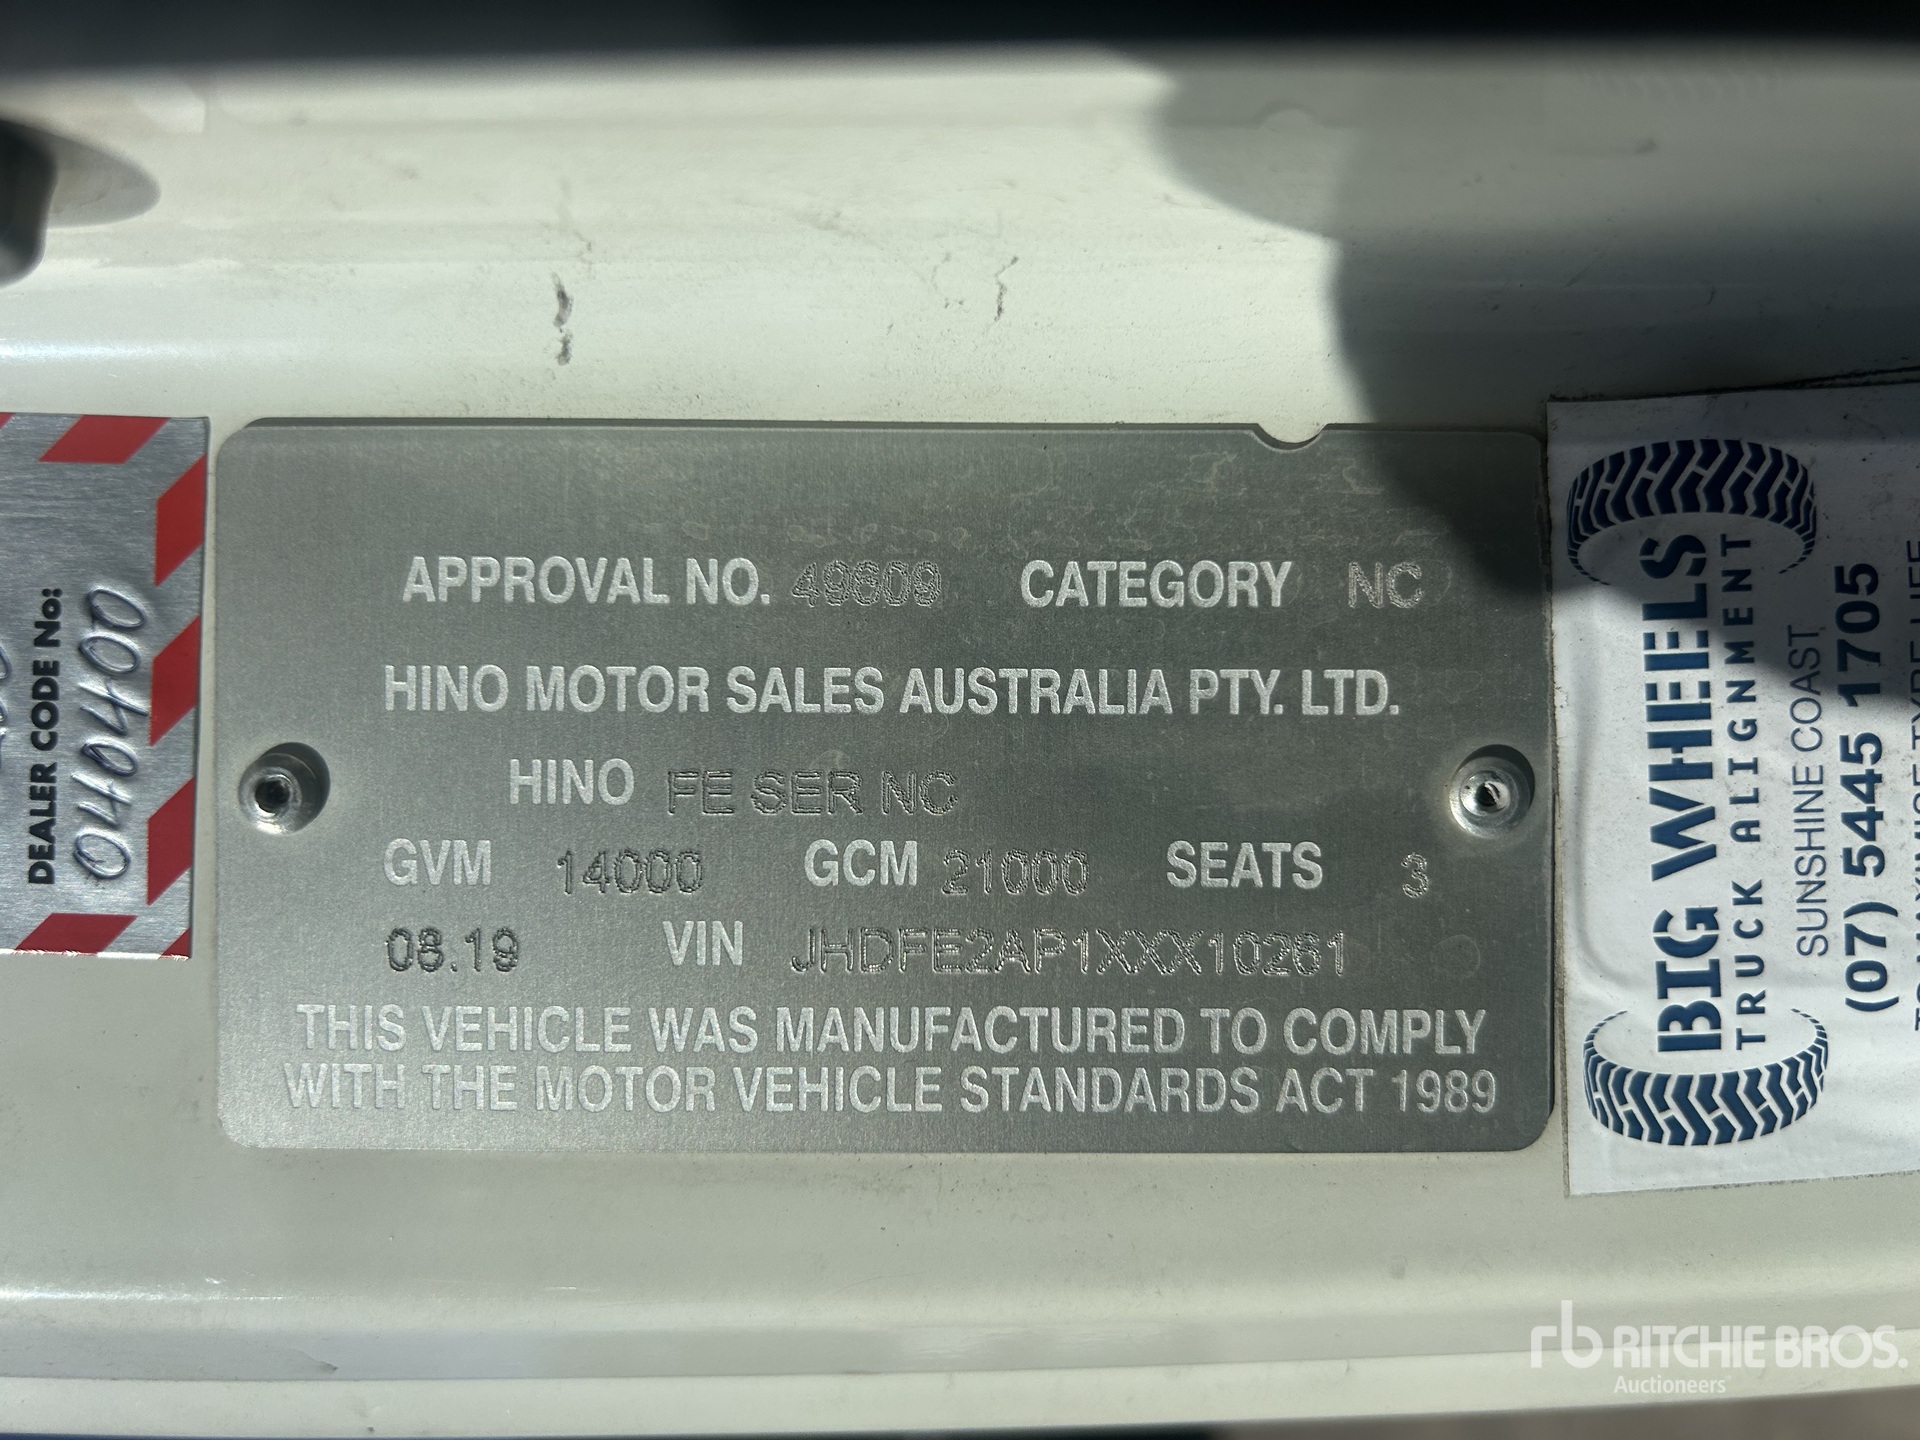 DEALER CODE No:
APPROVAL NO. 49609 CATEGORY NC
HINO MOTOR SALES AUSTRALIA PTY. LTD.
HINO FE SER NC
GVM 14000 GCM 21000 SEATS 3
08.19 VIN JHDFE2AP1XXX10261
THIS VEHICLE WAS MANUFACTURED TO COMPLY
WITH THE MOTOR VEHICLE STANDARDS ACT 1989
BIG WHEELS
TRUCK ALIGNMENT
SUNSHINE COAST
(07) 5445 1705
rb RITCHIE BROS.
Auctioneers